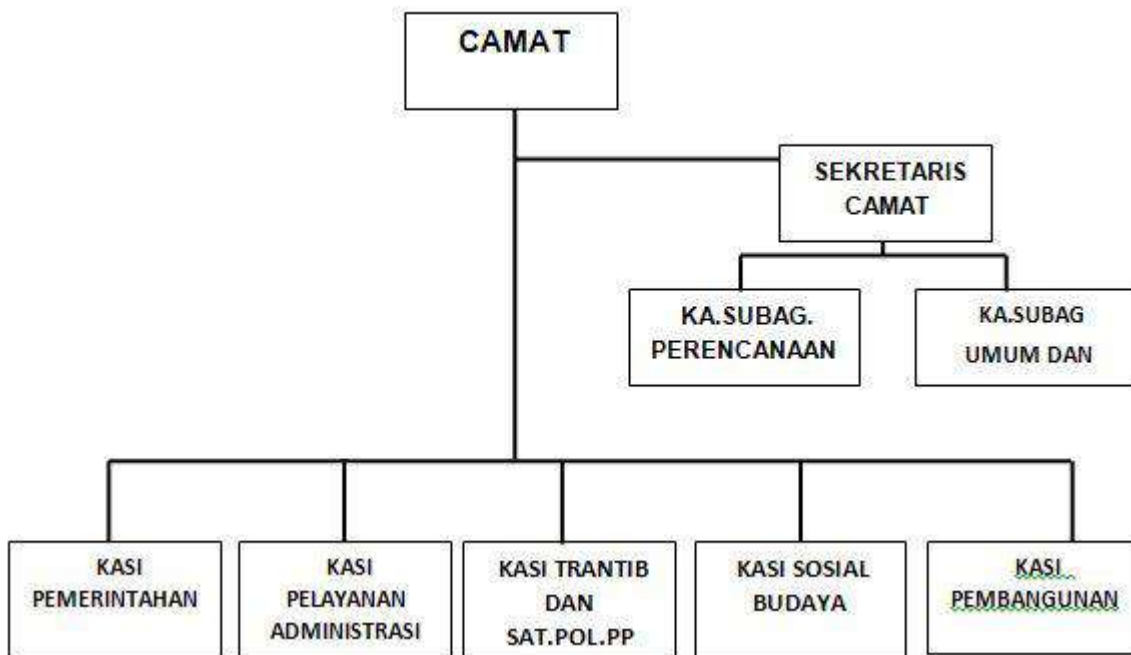 CAMAT
SEKRETARIS
CAMAT
KA.SUBAG.
PERENCANAAN
KA.SUBAG
UMUM DAN
KASI
PEMERINTAHAN
KASI
PELAYANAN
ADMINISTRASI
KASI TRANTIB
DAN
SAT.POL.PP
KASI SOSIAL
BUDAYA
KASI
PEMBANGUNAN